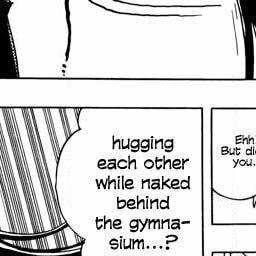 hugging
each other
while naked
behind
the gymna-
sium...?
Ehh
But di
you.